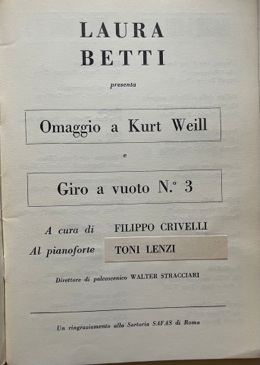 LAURA
BETTI
presenta
Omaggio a Kurt Weill
e
Giro a vuoto N.° 3
A cura di FILIPPO CRIVELLI
Al pianoforte TONI LENZI
Direttore di palcoscenico WALTER STRACCIARI
Un ringraziamento alla Sartoria SAFAS di Roma